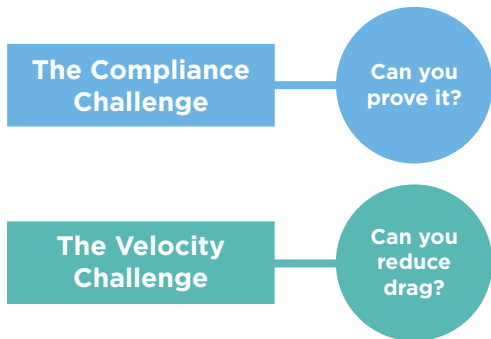 The Compliance
Challenge
Can you
prove it?
The Velocity
Challenge
Can you
reduce
drag?